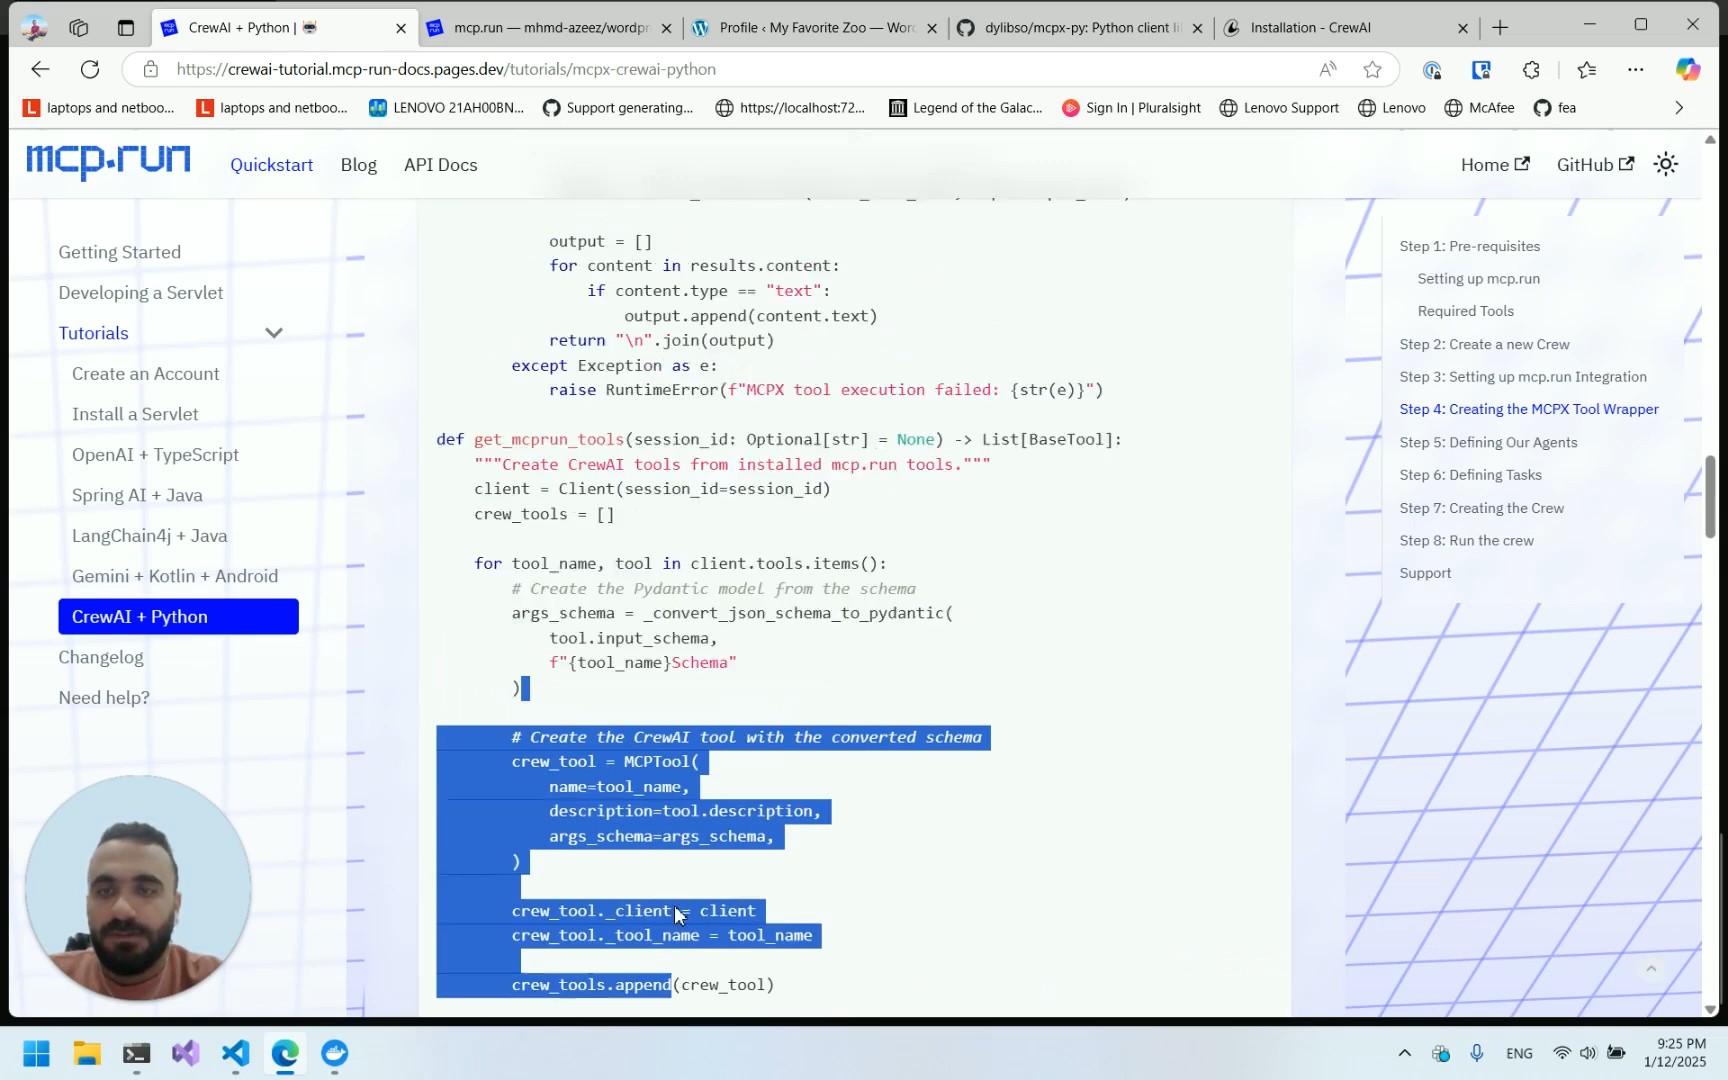 CrewAI + Python |
mcp.run — mhmd-azeez/wordpr
Profile ‹ My Favorite Zoo — Worc
dylibso/mcpx-py: Python client li
Installation - CrewAI
https://crewai-tutorial.mcp-run-docs.pages.dev/tutorials/mcpx-crewai-python
laptops and netboo...
laptops and netboo...
LENOVO 21AH00BN...
Support generating...
https://localhost:72...
Legend of the Galac...
Sign In | Pluralsight
Lenovo Support
Lenovo
McAfee
fea
mcp.run
Quickstart
Blog
API Docs
Home
GitHub
Getting Started
Developing a Servlet
Tutorials
Create an Account
Install a Servlet
OpenAI + TypeScript
Spring AI + Java
LangChain4j + Java
Gemini + Kotlin + Android
CrewAI + Python
Changelog
Need help?
output = []
for content in results.content:
if content.type == "text":
output.append(content.text)
return "\n".join(output)
except Exception as e:
raise RuntimeError(f"MCPX tool execution failed: {str(e)}")
def get_mcprun_tools(session_id: Optional[str] = None) -> List[BaseTool]:
"""Create CrewAI tools from installed mcp.run tools."""
client = Client(session_id=session_id)
crew_tools = []
for tool_name, tool in client.tools.items():
# Create the Pydantic model from the schema
args_schema = _convert_json_schema_to_pydantic(
tool.input_schema,
f"{tool_name}Schema"
)
# Create the CrewAI tool with the converted schema
crew_tool = MCPTool(
name=tool_name,
description=tool.description,
args_schema=args_schema,
)
crew_tool._client = client
crew_tool._tool_name = tool_name
crew_tools.append(crew_tool)
Step 1: Pre-requisites
Setting up mcp.run
Required Tools
Step 2: Create a new Crew
Step 3: Setting up mcp.run Integration
Step 4: Creating the MCPX Tool Wrapper
Step 5: Defining Our Agents
Step 6: Defining Tasks
Step 7: Creating the Crew
Step 8: Run the crew
Support
ENG
9:25 PM
1/12/2025